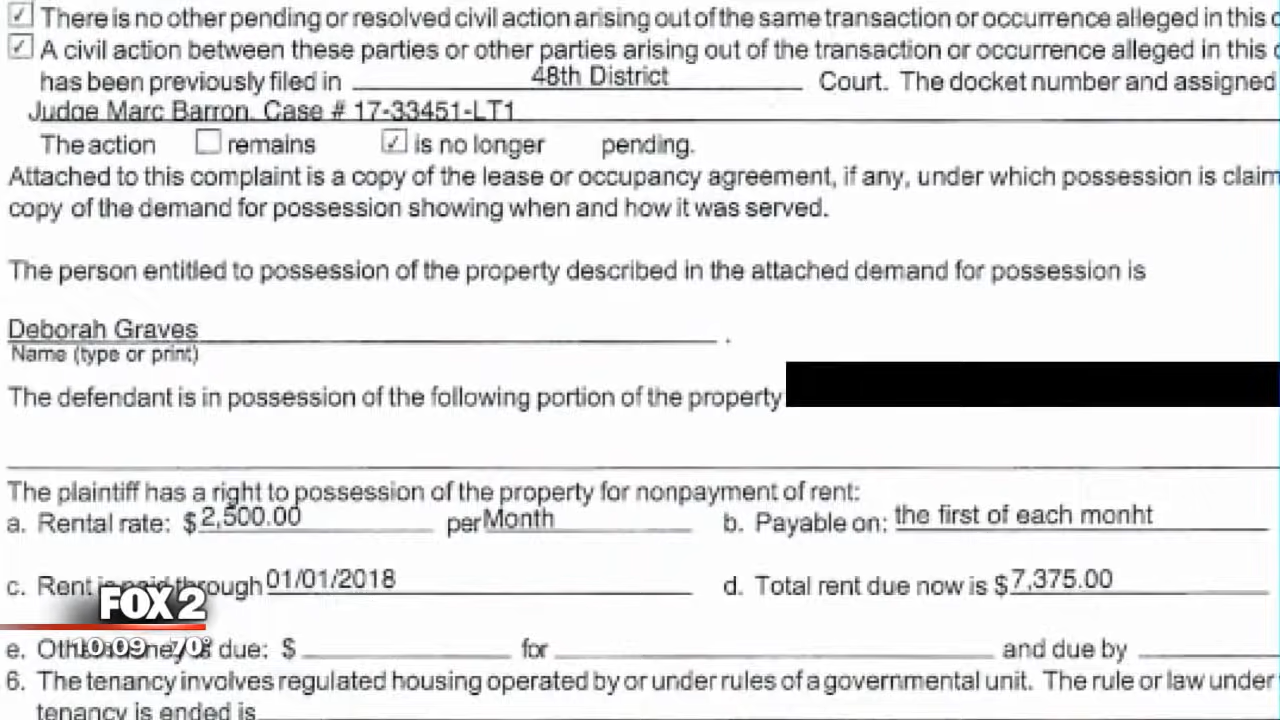 There is no other pending or resolved civil action arising out of the same transaction or occurrence alleged in this
A civil action between these parties or other parties arising out of the transaction or occurrence alleged in this
has been previously filed in 48th District Court. The docket number and assigned
Judge Marc Barron, Case # 17-33451-LT1
The action remains is no longer pending.
Attached to this complaint is a copy of the lease or occupancy agreement, if any, under which possession is claim
copy of the demand for possession showing when and how it was served.
The person entitled to possession of the property described in the attached demand for possession is
Deborah Graves .
Name (type or print)
The defendant is in possession of the following portion of the property
The plaintiff has a right to possession of the property for nonpayment of rent:
a. Rental rate: $ 2,500.00 per Month b. Payable on: the first of each monht
c. Rent is paid through 01/01/2018 d. Total rent due now is $ 7,375.00
FOX 2
10:09 70°
e. due: $ for and due by
6. The tenancy involves regulated housing operated by or under rules of a governmental unit. The rule or law under
tenancy is ended is